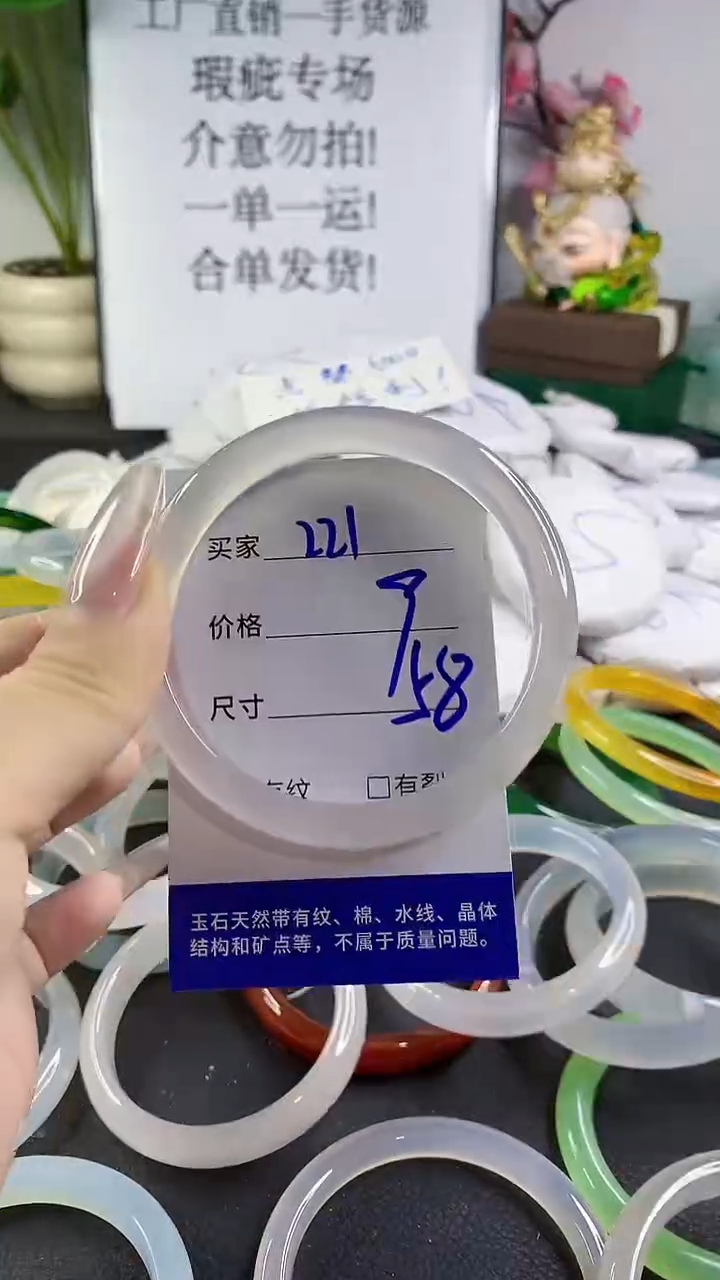 工厂直销一手货源
瑕疵专场
介意勿拍!
一单一运!
合单发货!
买家 221
价格
尺寸 58
有纹 □有裂
玉石天然带有纹、棉、水线、晶体
结构和矿点等，不属于质量问题。